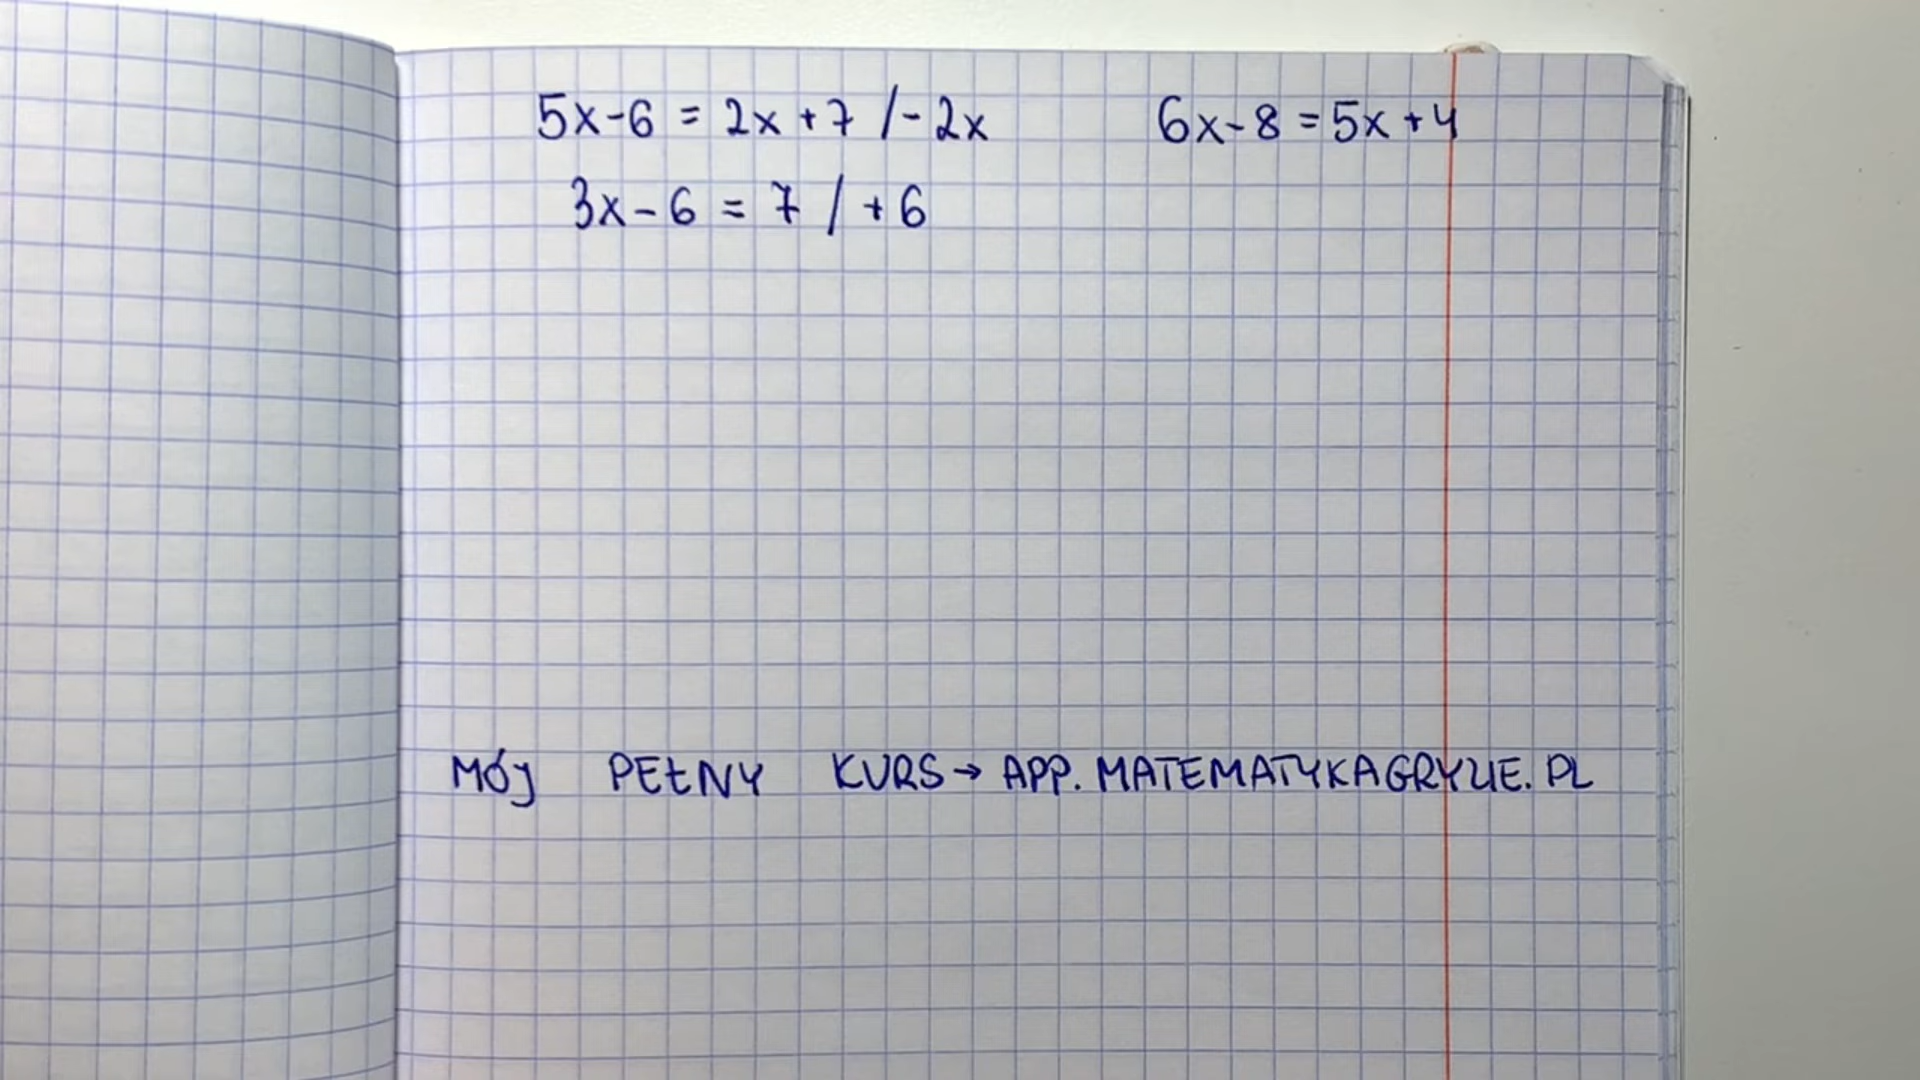 5x-6 = 2x+7 /-2x
3x-6 = 7 / +6
6x-8=5x+4
MÓJ PEŁNY KURS → APP.MATEMATYKAGRYZIE.PL